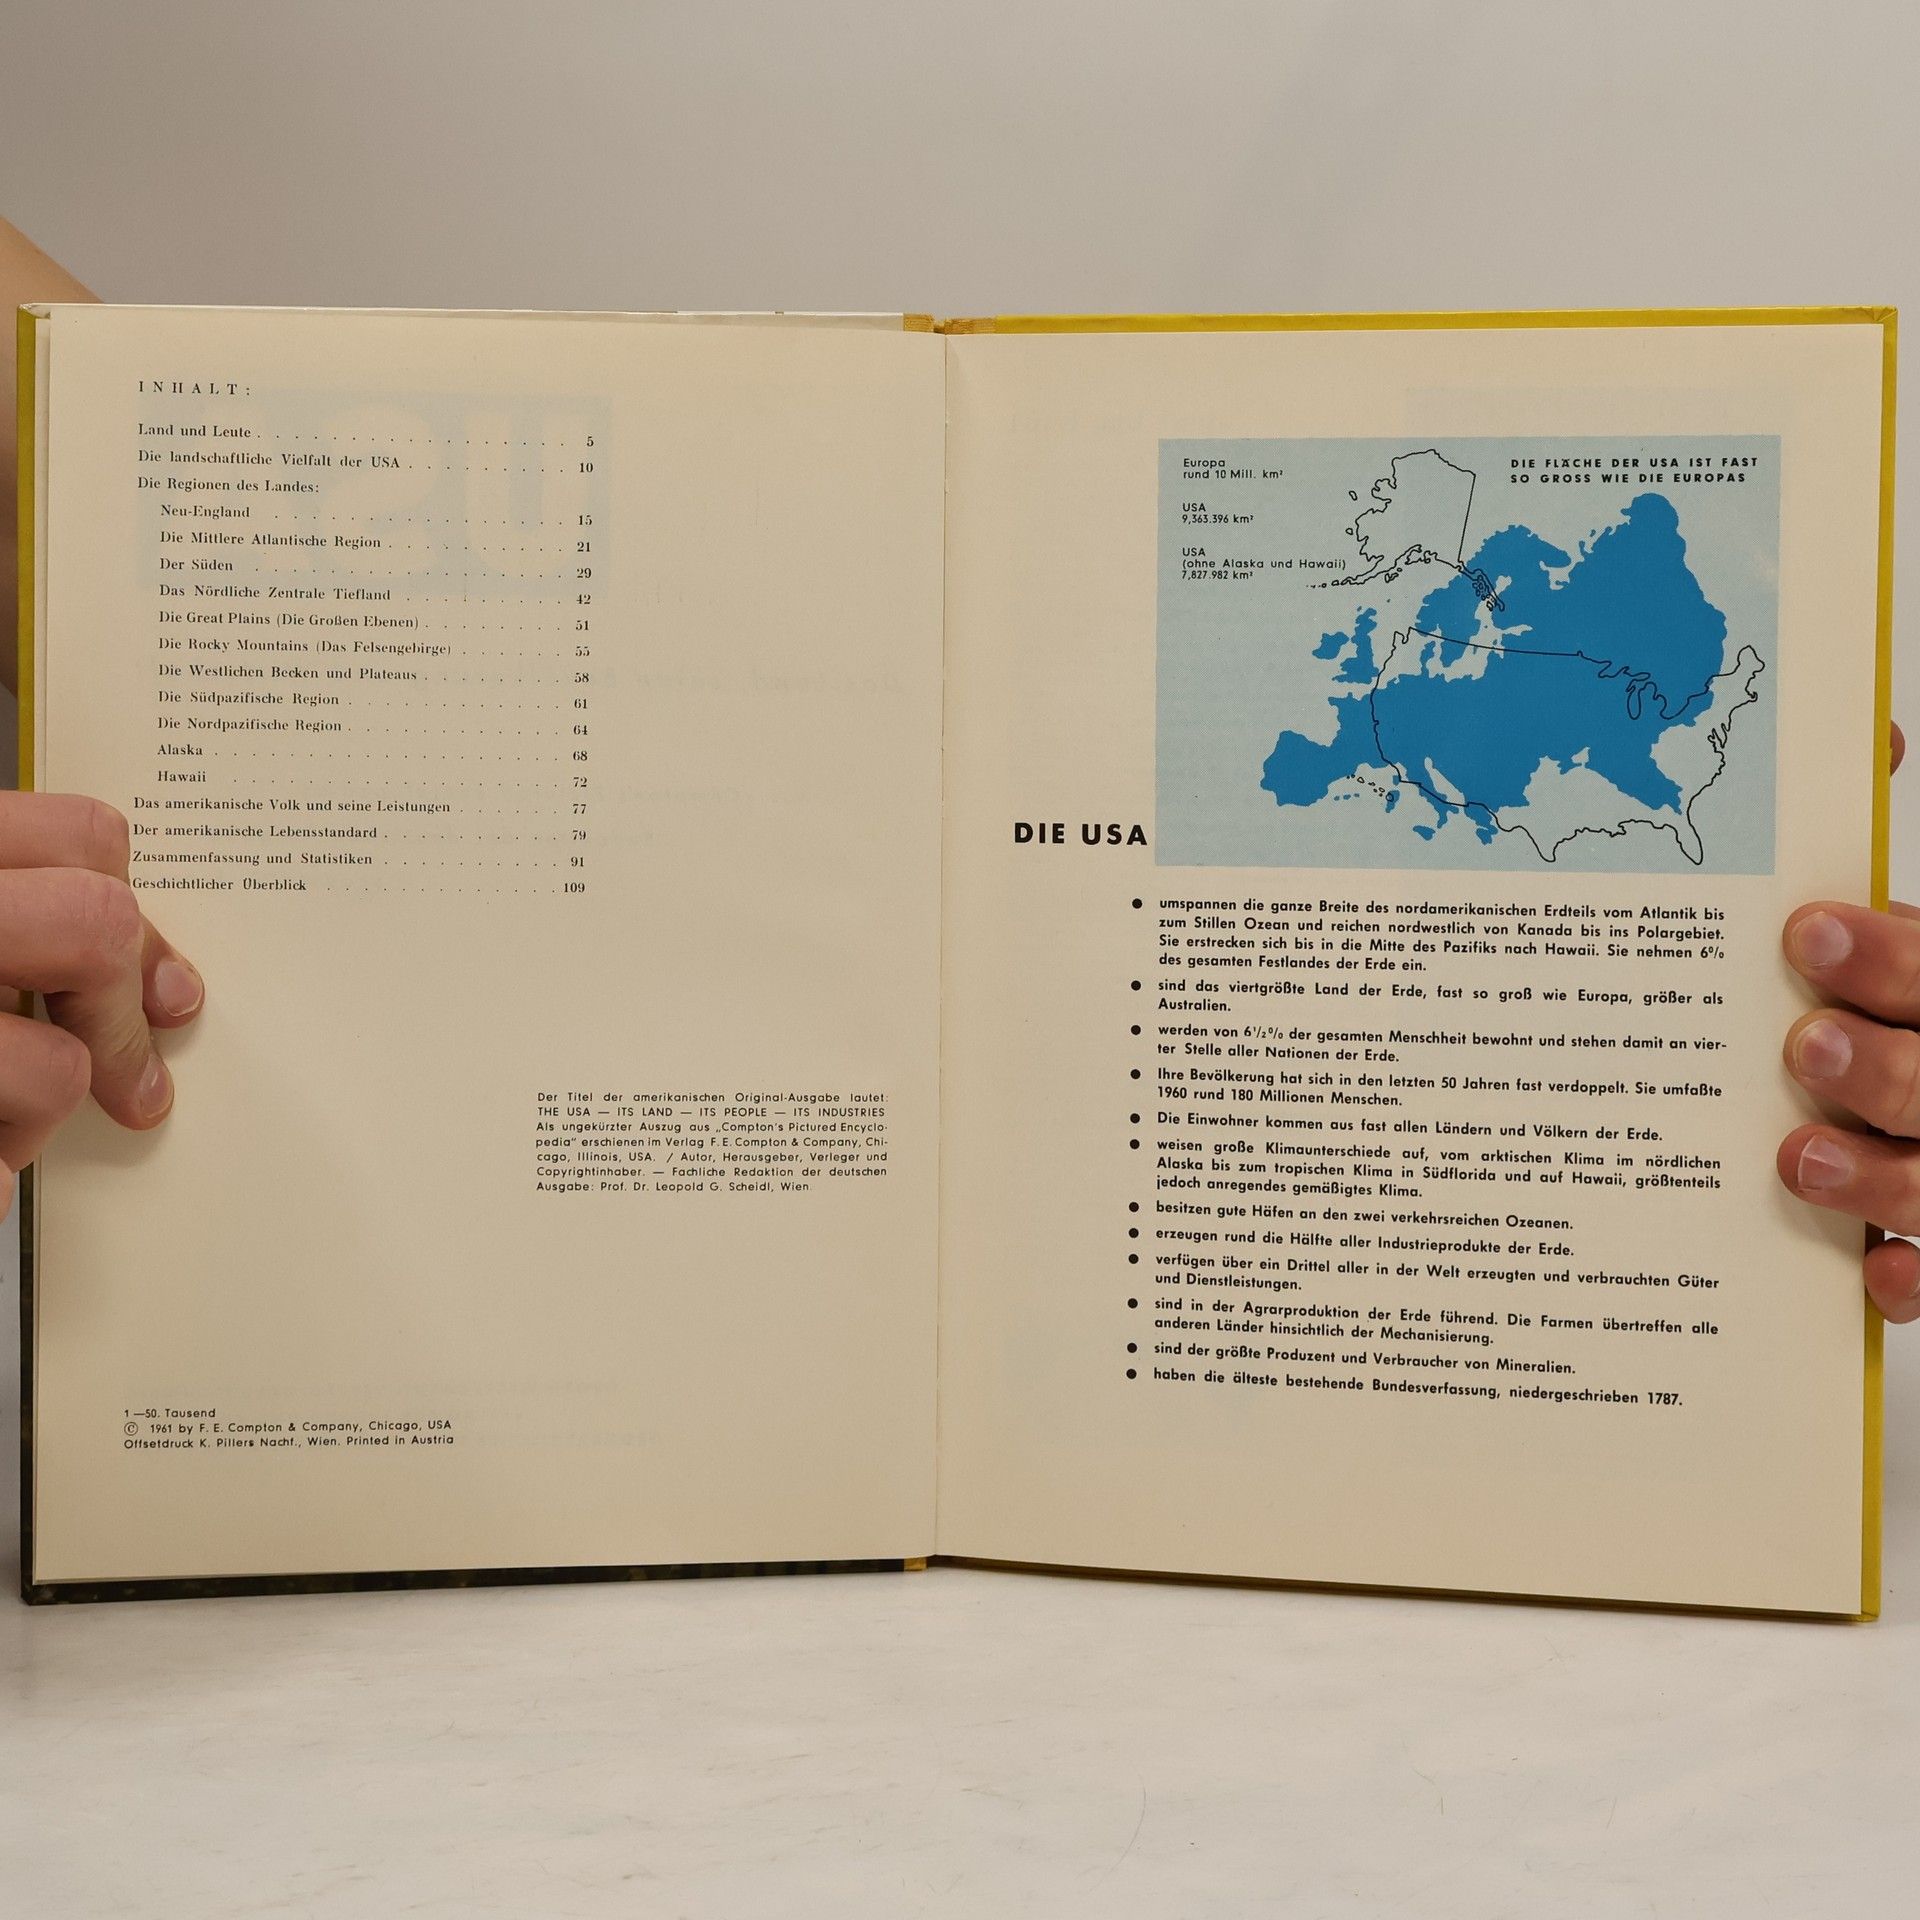 INHALT:
Land und Leute . . . . . . . . . . . . . . . . . 5
Die landschaftliche Vielfalt der USA . . . . . . . . . 10
Die Regionen des Landes:
Neu-England . . . . . . . . . . . . . . . . 15
Die Mittlere Atlantische Region . . . . . . . . . . 21
Der Süden . . . . . . . . . . . . . . . . . 29
Das Nördliche Zentrale Tiefland . . . . . . . . . 42
Die Great Plains (Die Großen Ebenen) . . . . . . . . 51
Die Rocky Mountains (Das Felsengebirge) . . . . . . 55
Die Westlichen Becken und Plateaus . . . . . . . . 58
Die Südpazifische Region . . . . . . . . . . . . 61
Die Nordpazifische Region . . . . . . . . . . . . 64
Alaska . . . . . . . . . . . . . . . . . . . 68
Hawaii . . . . . . . . . . . . . . . . . . 72
Das amerikanische Volk und seine Leistungen . . . . . . 77
Der amerikanische Lebensstandard . . . . . . . . . . 79
Zusammenfassung und Statistiken . . . . . . . . . . 91
Geschichtlicher Überblick . . . . . . . . . . . . . 109
Der Titel der amerikanischen Original-Ausgabe lautet:
THE USA — ITS LAND — ITS PEOPLE — ITS INDUSTRIES
Als ungekürzter Auszug aus „Compton's Pictured Encyclo-
pedia" erschienen im Verlag F. E. Compton & Company, Chi-
cago, Illinois, USA. / Autor, Herausgeber, Verleger und
Copyrightinhaber. — Fachliche Redaktion der deutschen
Ausgabe: Prof. Dr. Leopold G. Scheidl, Wien.
1—50. Tausend
© 1961 by F. E. Compton & Company, Chicago, USA
Offsetdruck K. Pillers Nachf., Wien. Printed in Austria
Europa
rund 10 Mill. km²
USA
9,363.396 km²
USA
(ohne Alaska und Hawaii)
7,827.982 km²
DIE FLÄCHE DER USA IST FAST
SO GROSS WIE DIE EUROPAS
DIE USA
● umspannen die ganze Breite des nordamerikanischen Erdteils vom Atlantik bis
zum Stillen Ozean und reichen nordwestlich von Kanada bis ins Polargebiet.
Sie erstrecken sich bis in die Mitte des Pazifiks nach Hawaii. Sie nehmen 6%
des gesamten Festlandes der Erde ein.
● sind das viertgrößte Land der Erde, fast so groß wie Europa, größer als
Australien.
● werden von 6½% der gesamten Menschheit bewohnt und stehen damit an vier-
ter Stelle aller Nationen der Erde.
● Ihre Bevölkerung hat sich in den letzten 50 Jahren fast verdoppelt. Sie umfaßte
1960 rund 180 Millionen Menschen.
● Die Einwohner kommen aus fast allen Ländern und Völkern der Erde.
● weisen große Klimaunterschiede auf, vom arktischen Klima im nördlichen
Alaska bis zum tropischen Klima in Südflorida und auf Hawaii, größtenteils
jedoch anregendes gemäßigtes Klima.
● besitzen gute Häfen an den zwei verkehrsreichen Ozeanen.
● erzeugen rund die Hälfte aller Industrieprodukte der Erde.
● verfügen über ein Drittel aller in der Welt erzeugten und verbrauchten Güter
und Dienstleistungen.
● sind in der Agrarproduktion der Erde führend. Die Farmen übertreffen alle
anderen Länder hinsichtlich der Mechanisierung.
● sind der größte Produzent und Verbraucher von Mineralien.
● haben die älteste bestehende Bundesverfassung, niedergeschrieben 1787.